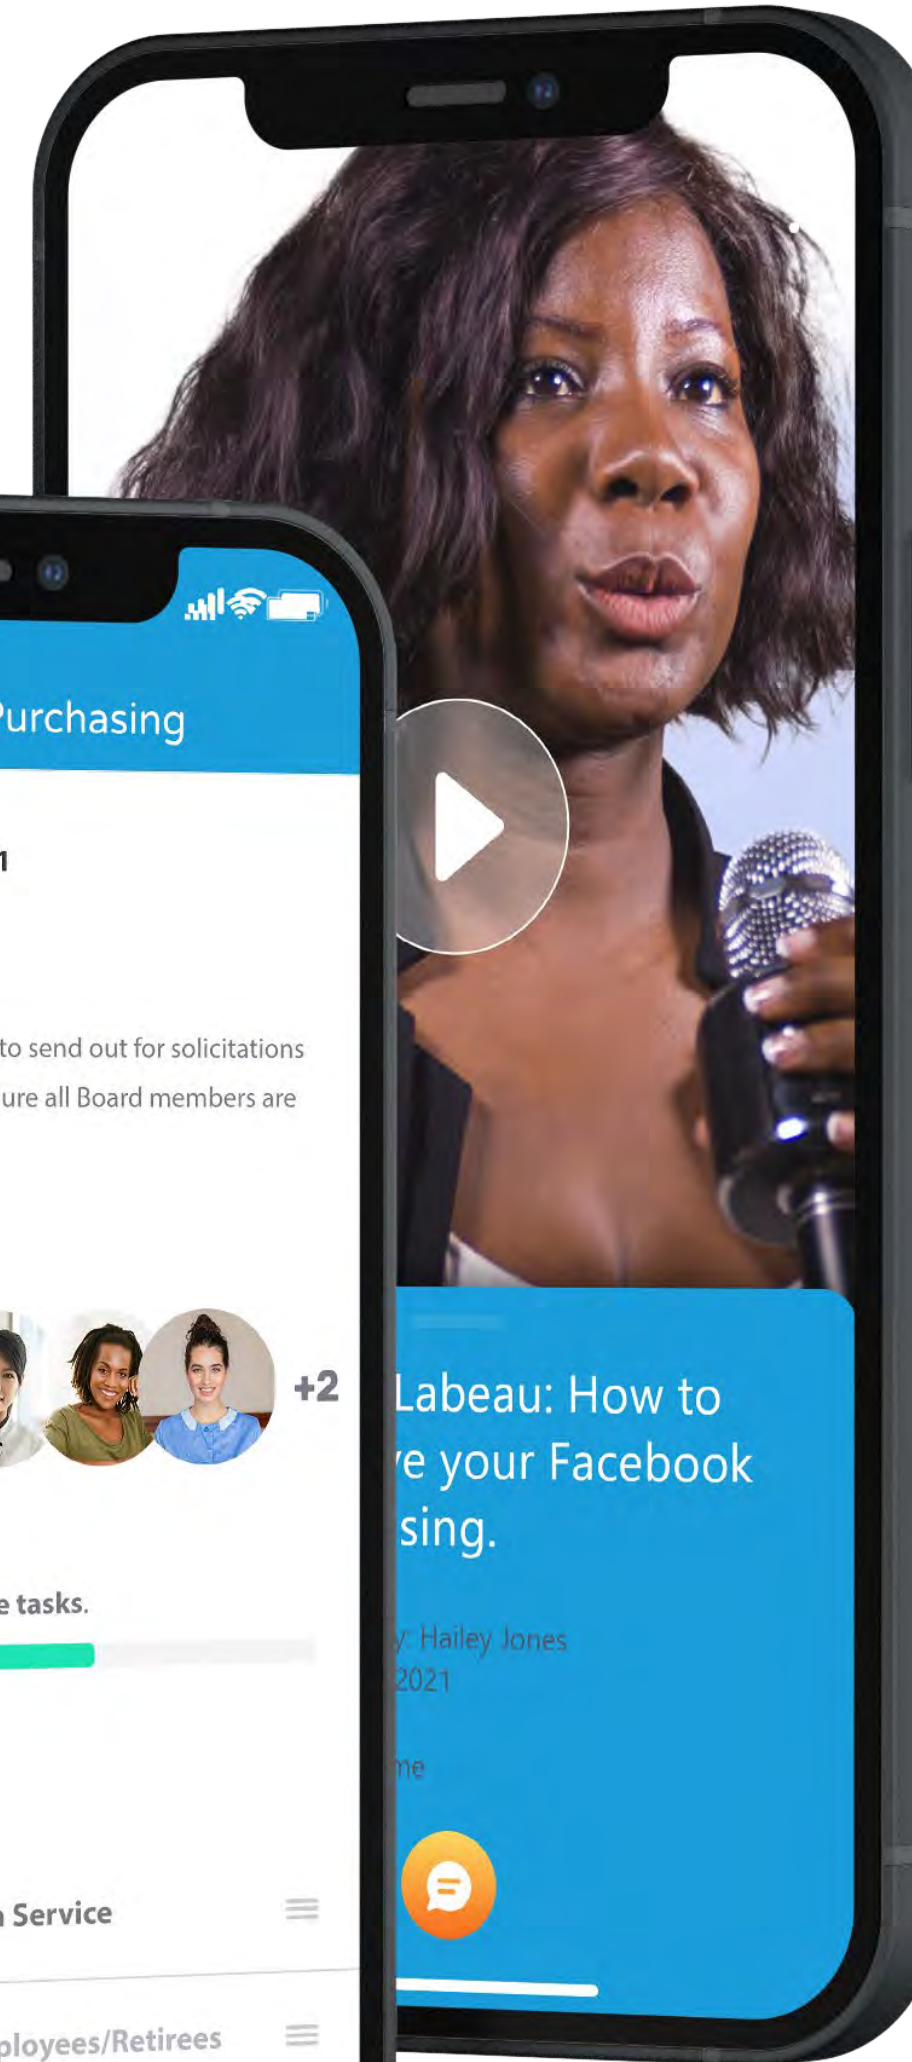 Purchasing
1
to send out for solicitations
ure all Board members are
+2
e tasks.
n Service
ployees/Retirees
Labeau: How to
ve your Facebook
sing.
y: Hailey Jones
2021
me